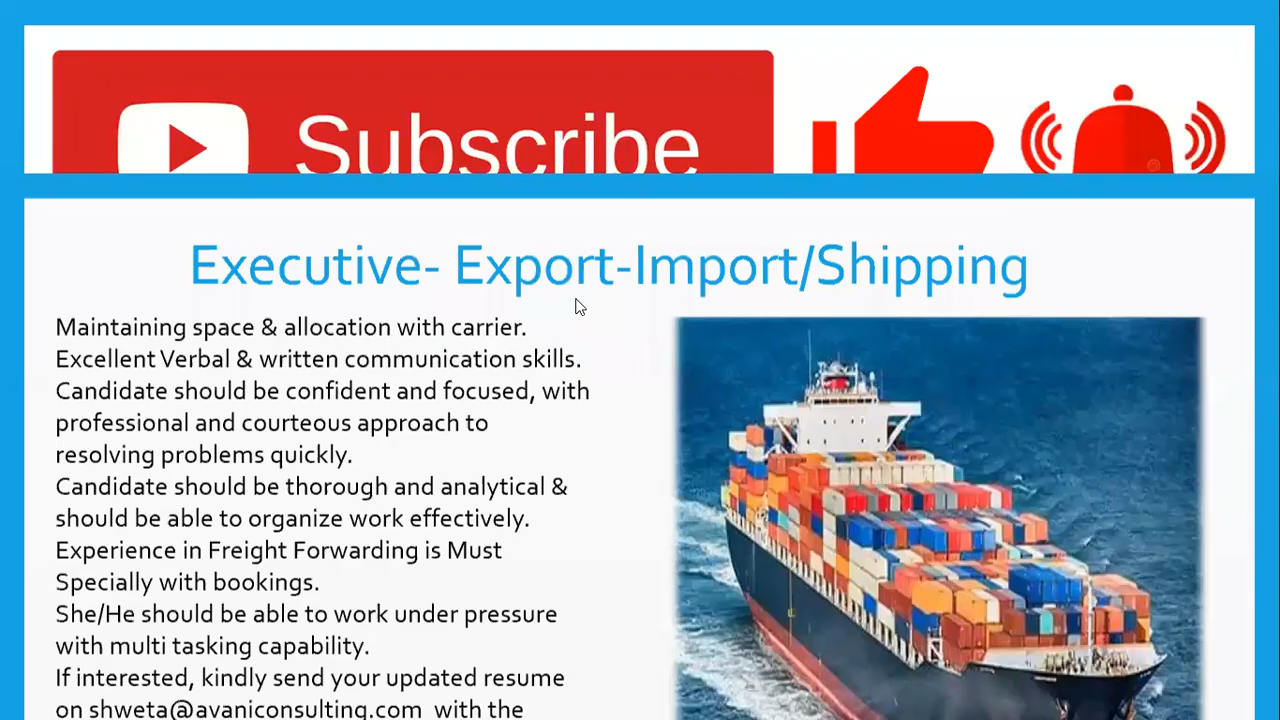 Subscribe
Executive- Export-Import/Shipping
Maintaining space & allocation with carrier.
Excellent Verbal & written communication skills.
Candidate should be confident and focused, with
professional and courteous approach to
resolving problems quickly.
Candidate should be thorough and analytical &
should be able to organize work effectively.
Experience in Freight Forwarding is Must
Specially with bookings.
She/He should be able to work under pressure
with multi tasking capability.
If interested, kindly send your updated resume
on shweta@avaniconsulting.com with the